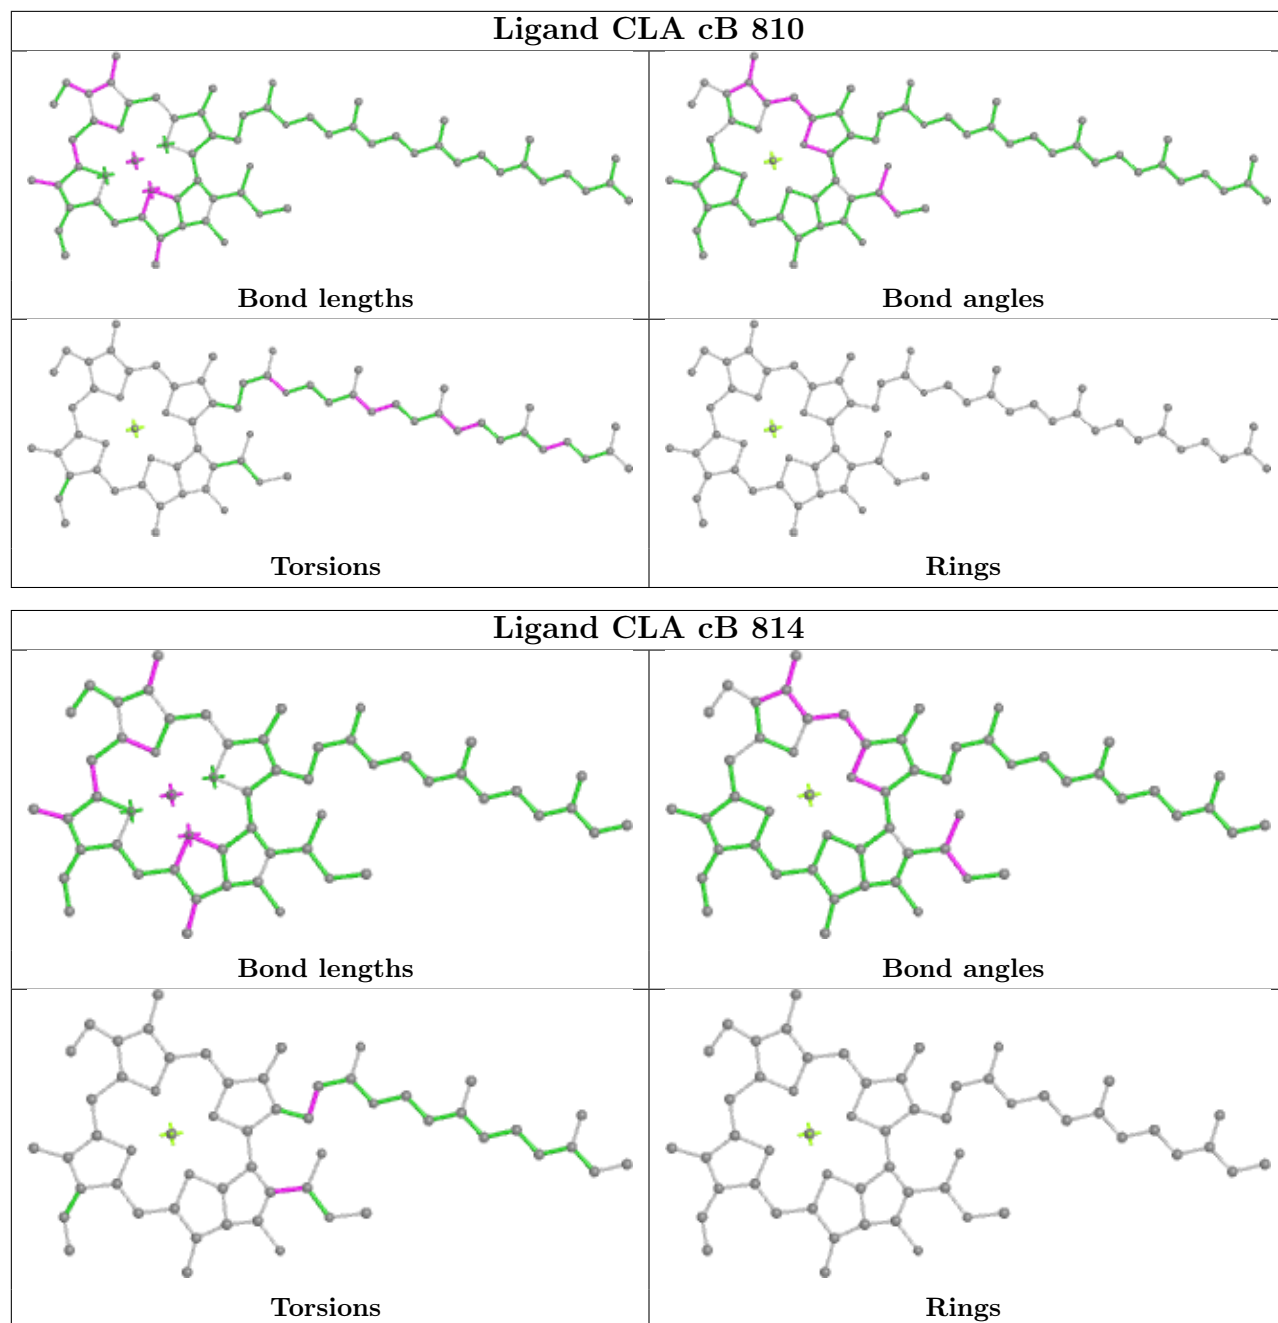 Ligand CLA cB 810
Bond lengths
Bond angles
Torsions
Rings
Ligand CLA cB 814
Bond lengths
Bond angles
Torsions
Rings